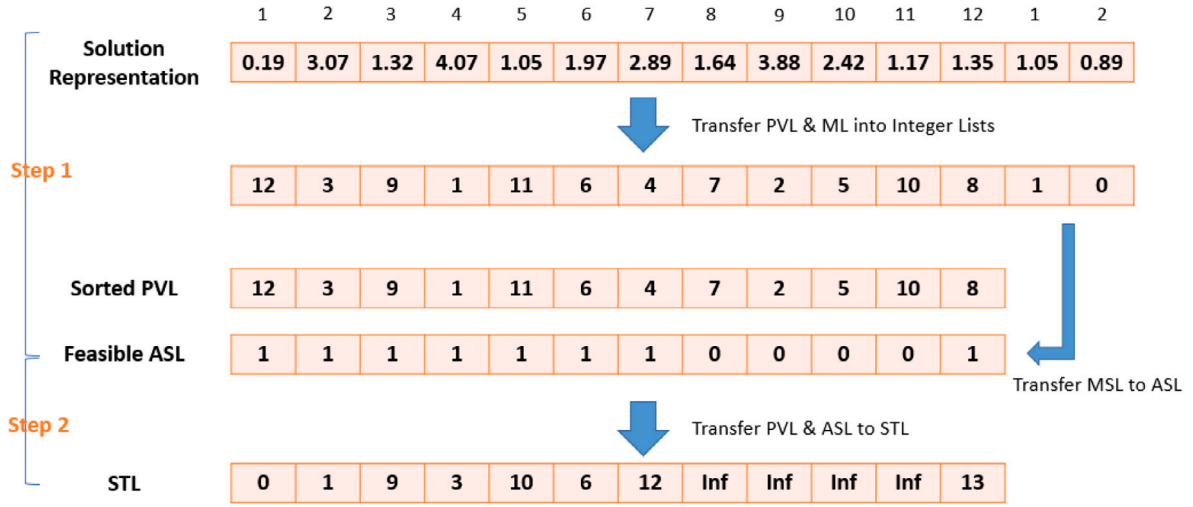 1 2 3 4 5 6 7 8 9 10 11 12 1 2
Solution
Representation
0.19 3.07 1.32 4.07 1.05 1.97 2.89 1.64 3.88 2.42 1.17 1.35 1.05 0.89
Transfer PVL & ML into Integer Lists
Step 1
12 3 9 1 11 6 4 7 2 5 10 8 1 0
Sorted PVL
12 3 9 1 11 6 4 7 2 5 10 8
Feasible ASL
1 1 1 1 1 1 1 0 0 0 0 1
Transfer MSL to ASL
Step 2
Transfer PVL & ASL to STL
STL
0 1 9 3 10 6 12 Inf Inf Inf Inf 13